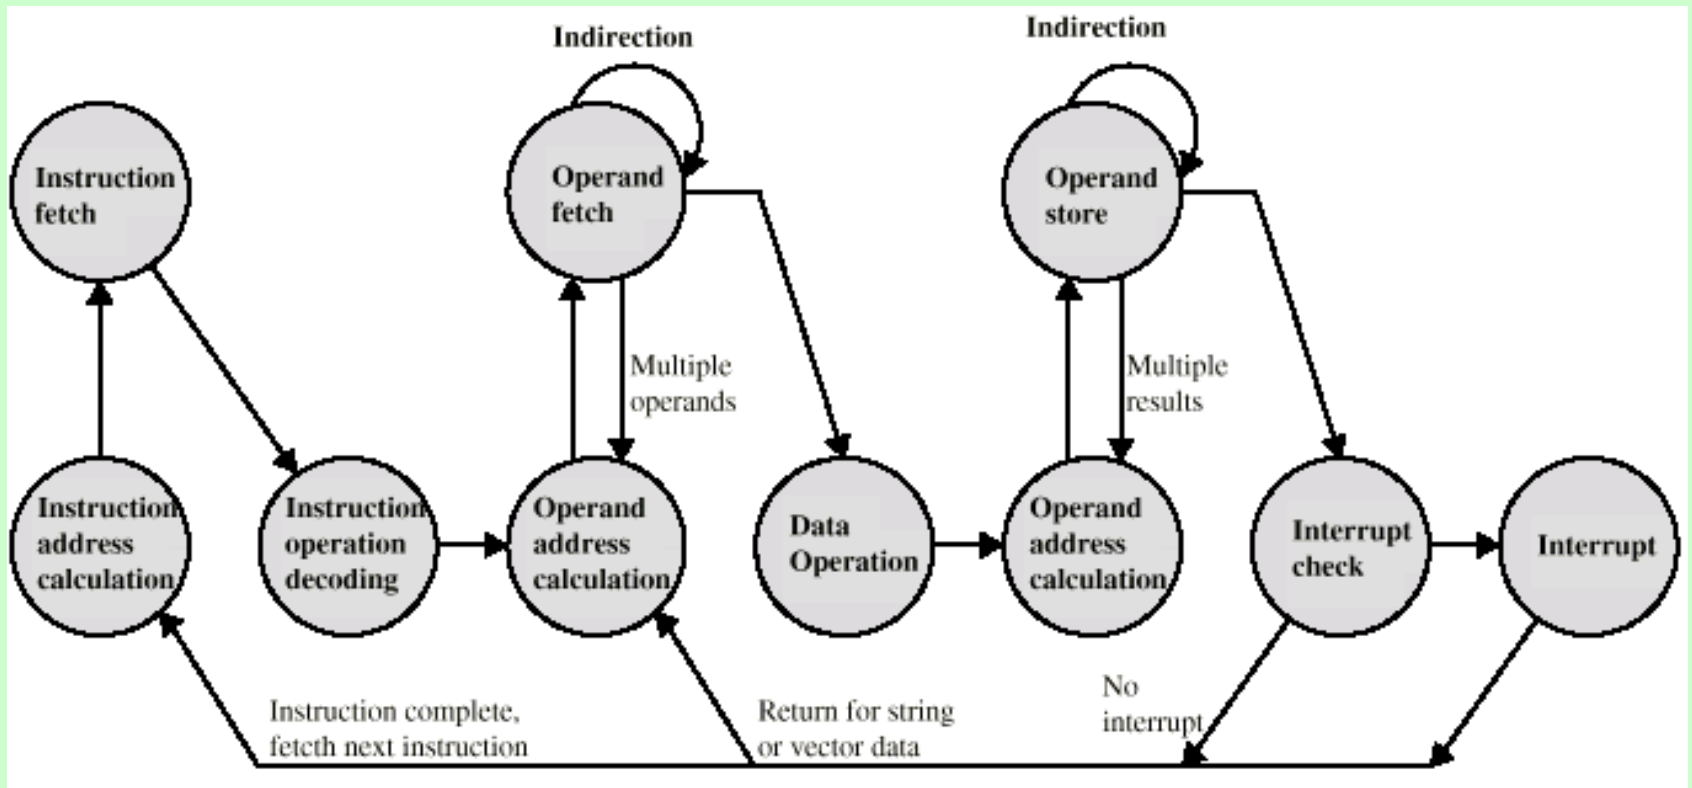 Indirection
Indirection
Instruction
fetch
Operand
fetch
Operand
store
Multiple
operands
Multiple
results
Instruction
address
calculation
Instruction
operation
decoding
Operand
address
calculation
Data
Operation
Operand
address
calculation
Interrupt
check
Interrupt
Instruction complete,
fetcth next instruction
Return for string
or vector data
No
interrupt